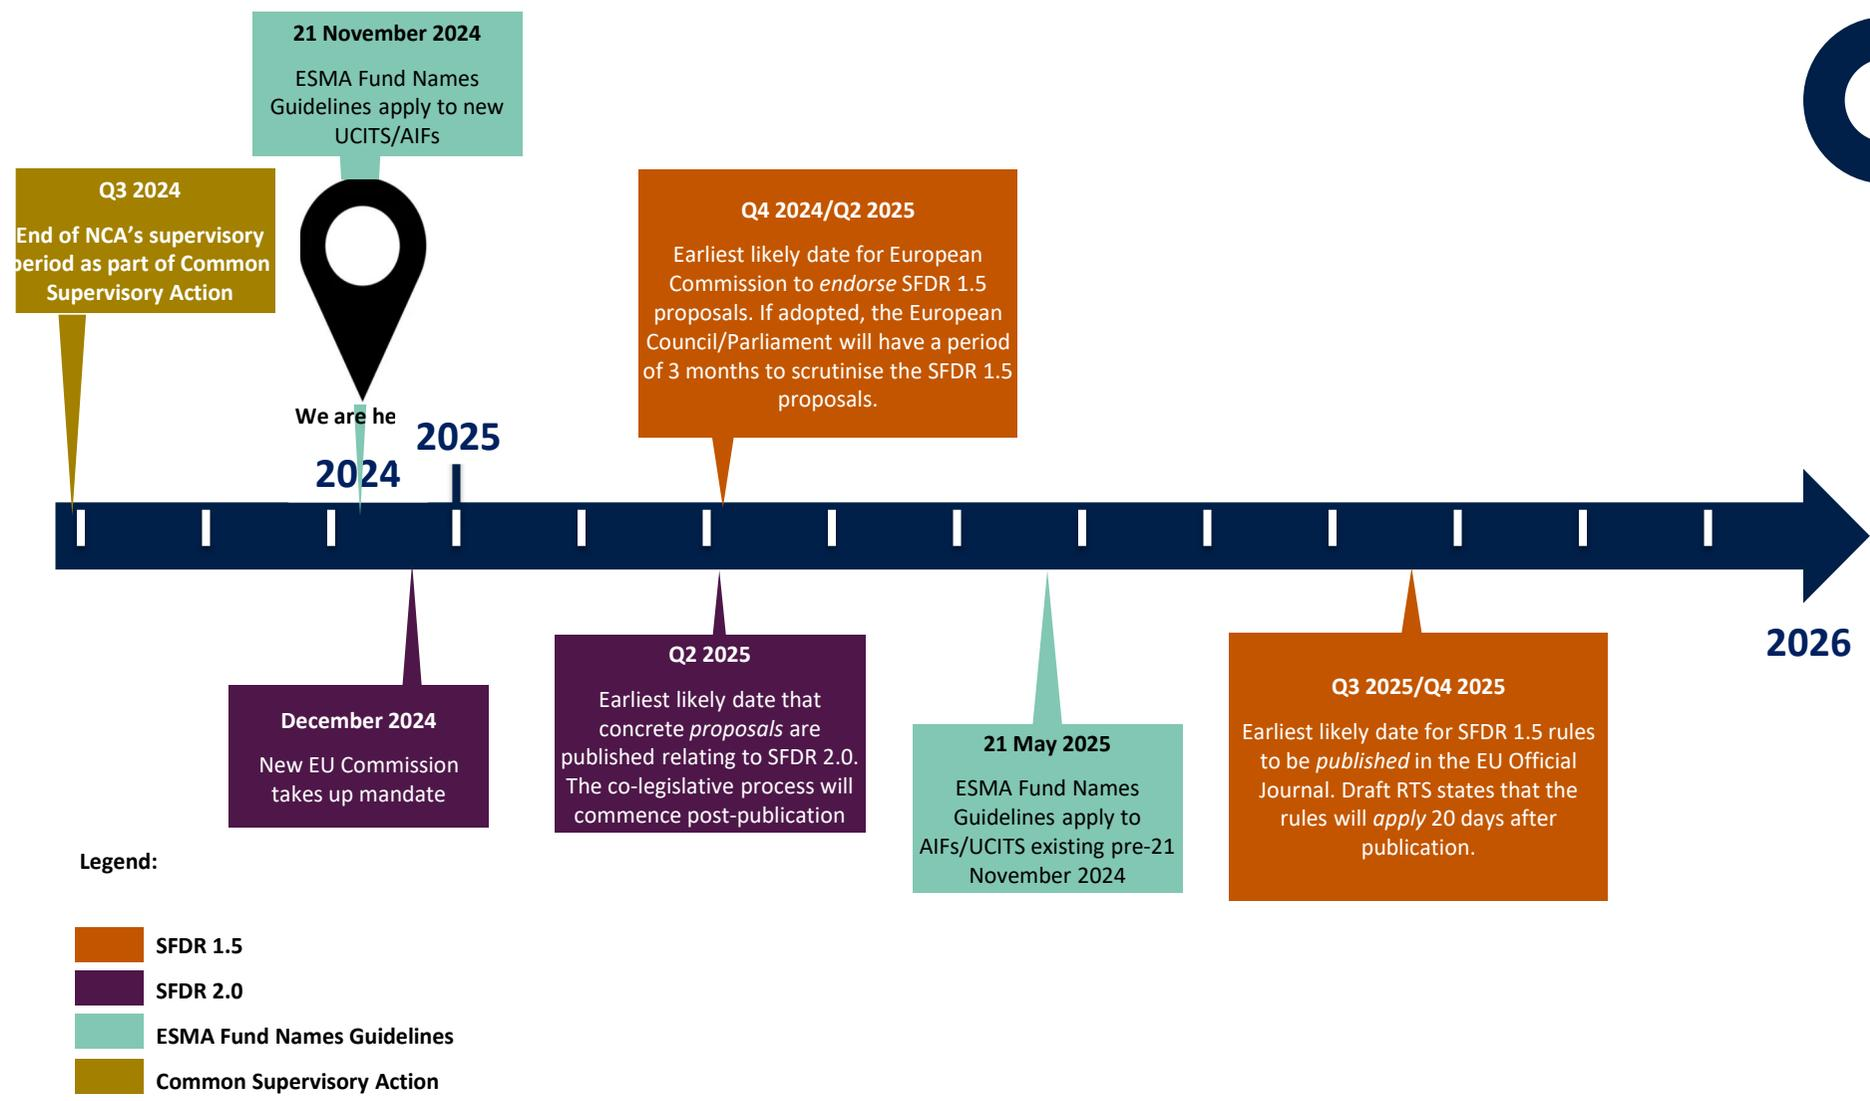 21 November 2024
ESMA Fund Names
Guidelines apply to new
UCITS/AIFs
Q3 2024
End of NCA’s supervisory
period as part of Common
Supervisory Action
Q4 2024/Q2 2025
Earliest likely date for European
Commission to endorse SFDR 1.5
proposals. If adopted, the European
Council/Parliament will have a period
of 3 months to scrutinise the SFDR 1.5
proposals.
We are he
2024
2025
2026
December 2024
New EU Commission
takes up mandate
Q2 2025
Earliest likely date that
concrete proposals are
published relating to SFDR 2.0.
The co-legislative process will
commence post-publication
21 May 2025
ESMA Fund Names
Guidelines apply to
AIFs/UCITS existing pre-21
November 2024
Q3 2025/Q4 2025
Earliest likely date for SFDR 1.5 rules
to be published in the EU Official
Journal. Draft RTS states that the
rules will apply 20 days after
publication.
Legend:
SFDR 1.5
SFDR 2.0
ESMA Fund Names Guidelines
Common Supervisory Action